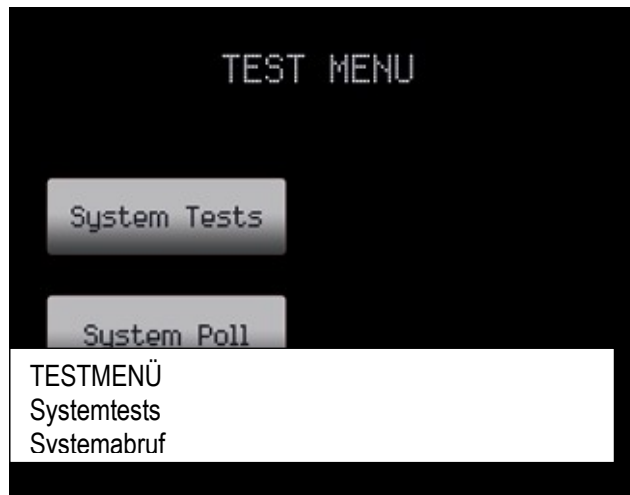 TEST MENU
System Tests
System Poll
TESTMENÜ
Systemtests
Systemabruf